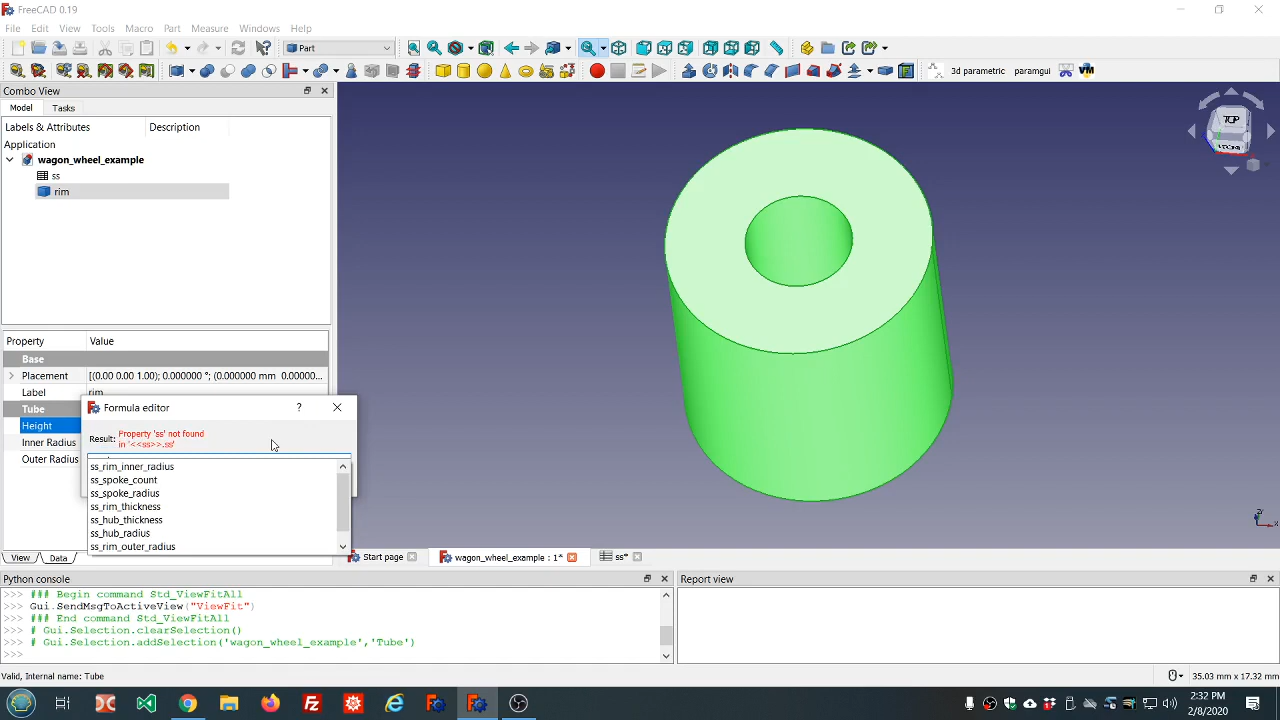 FreeCAD 0.19
File Edit View Tools Macro Part Measure Windows Help
Part
3d parametric paramgui
Combo View
Model Tasks
Labels & Attributes Description
Application
wagon_wheel_example
ss
rim
TOP
FRONT
Property Value
Base
Placement [(0.00 0.00 1.00); 0.000000 °; (0.000000 mm 0.00000...
Label rim
Tube
Height
Inner Radius
Outer Radius
Formula editor
?
Result: Property 'ss' not found
in '<<ss>>.ss'
ss_rim_inner_radius
ss_spoke_count
ss_spoke_radius
ss_rim_thickness
ss_hub_thickness
ss_hub_radius
ss_rim_outer_radius
View Data
Start page wagon_wheel_example : 1* ss*
Python console
>>> ### Begin command Std_ViewFitAll
>>> Gui.SendMsgToActiveView("ViewFit")
>>> ### End command Std_ViewFitAll
>>> # Gui.Selection.clearSelection()
>>> # Gui.Selection.addSelection('wagon_wheel_example','Tube')
>>>
Report view
Valid, Internal name: Tube
35.03 mm x 17.32 mm
2:32 PM
2/8/2020